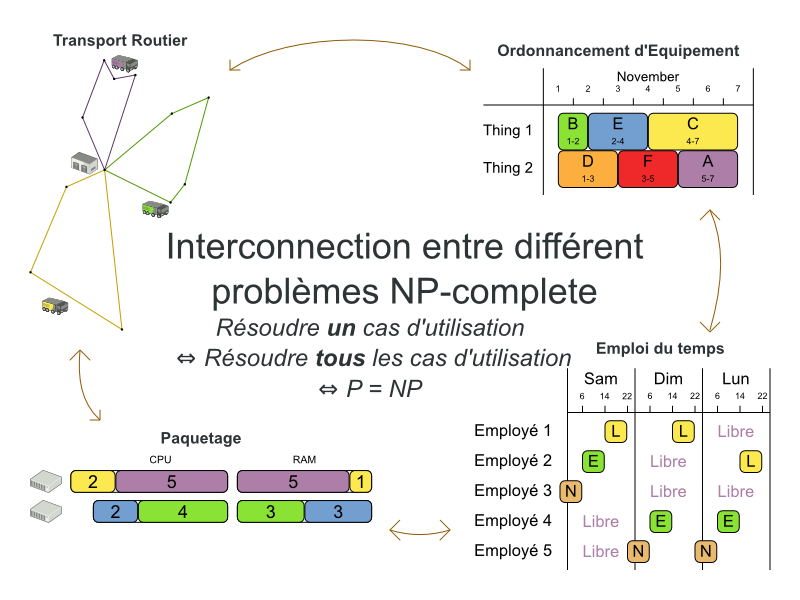 Transport Routier
Ordonnancement d'Equipement
November
1 2 3 4 5 6 7
Thing 1
B E C
1-2 2-4 4-7
Thing 2
D F A
1-3 3-5 5-7
Interconnection entre différent
problèmes NP-complete
Résoudre un cas d'utilisation
⇔ Résoudre tous les cas d'utilisation
⇔ P = NP
Paquetage
CPU RAM
2 5 5 1
2 4 3 3
Emploi du temps
Sam Dim Lun
6 14 22 6 14 22 6 14 22
Employé 1 L L Libre
Employé 2 E Libre L
Employé 3 N Libre Libre
Employé 4 Libre E E
Employé 5 Libre N N